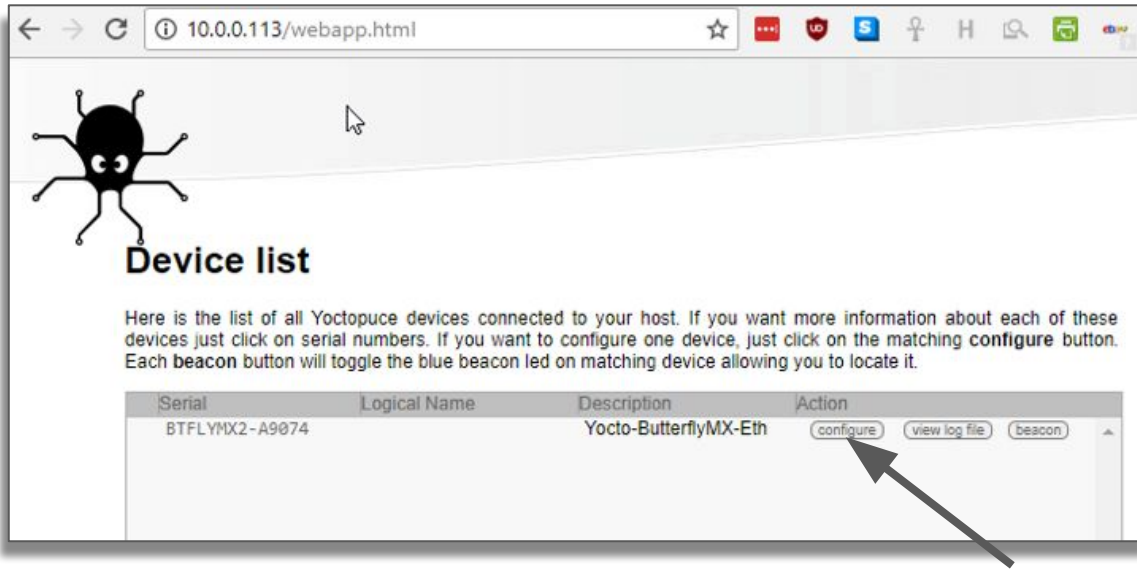 10.0.0.113/webapp.html
S
H
Device list
Here is the list of all Yoctopuce devices connected to your host. If you want more information about each of these
devices just click on serial numbers. If you want to configure one device, just click on the matching configure button.
Each beacon button will toggle the blue beacon led on matching device allowing you to locate it.
Serial Logical Name Description Action
BTFLYMX2-A9074 Yocto-ButterflyMX-Eth configure view log file beacon